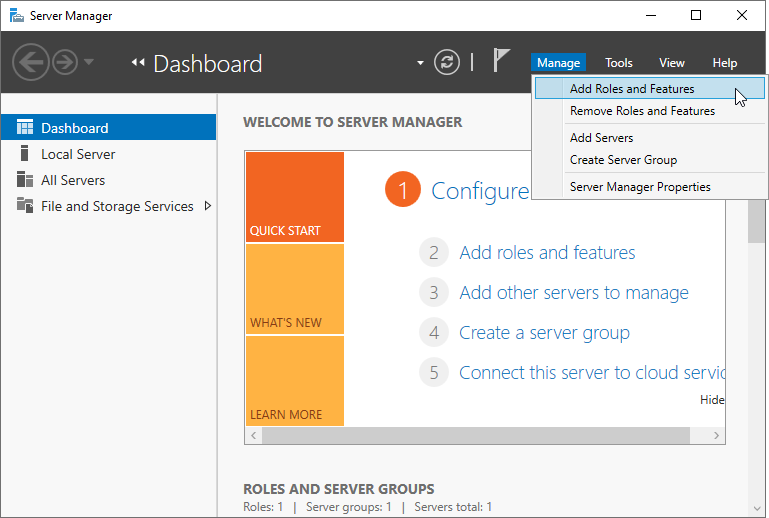 Server Manager
Dashboard
Manage Tools View Help
Add Roles and Features
Remove Roles and Features
Add Servers
Create Server Group
Server Manager Properties
Dashboard
Local Server
All Servers
File and Storage Services
WELCOME TO SERVER MANAGER
QUICK START
WHAT'S NEW
LEARN MORE
1 Configure
2 Add roles and features
3 Add other servers to manage
4 Create a server group
5 Connect this server to cloud servic
Hide
ROLES AND SERVER GROUPS
Roles: 1 | Server groups: 1 | Servers total: 1